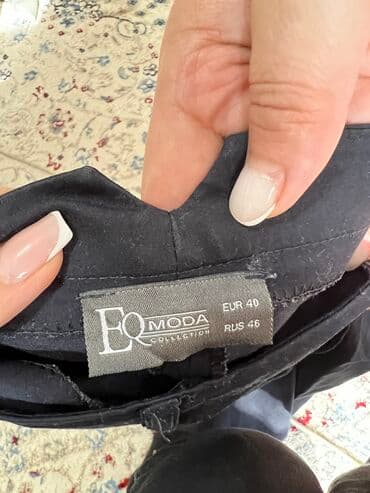 EQ MODA
COLLECTION
EUR 40
RUS 46